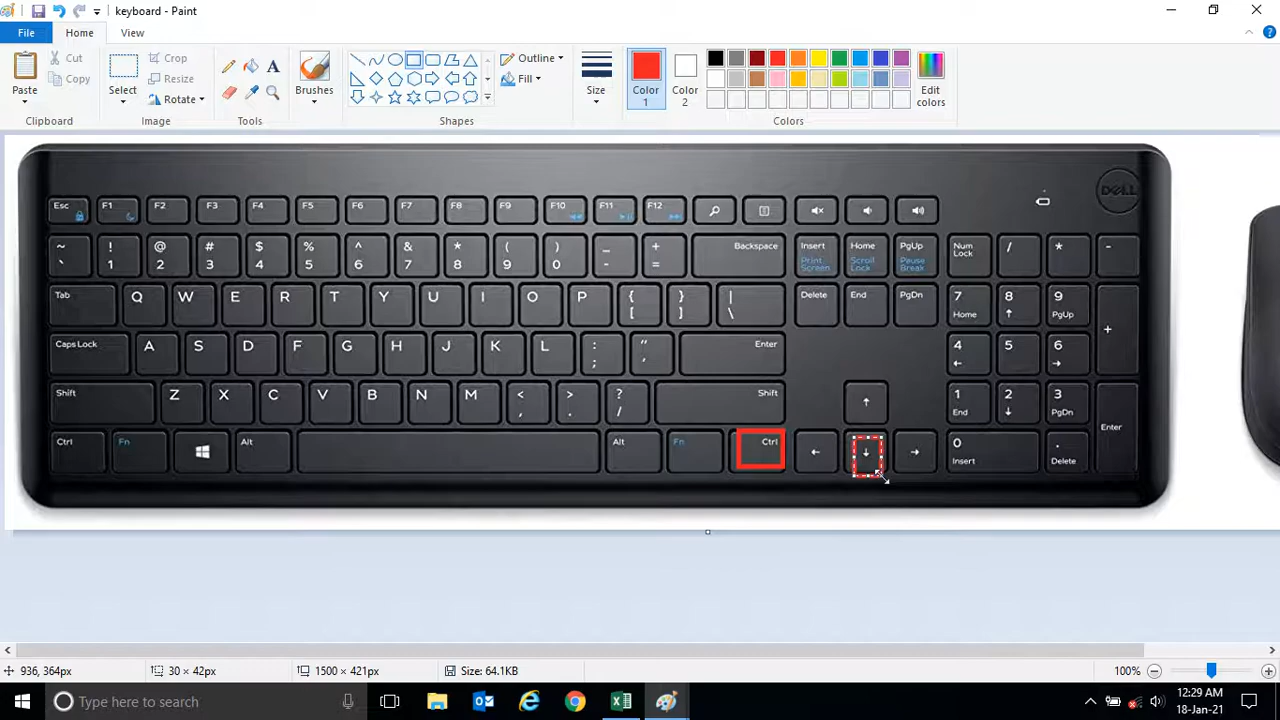 keyboard - Paint
File Home View
Paste
Cut
Copy
Clipboard
Select
Crop
Resize
Rotate
Image
Tools
Brushes
Shapes
Outline
Fill
Size
Color 1
Color 2
Edit colors
Colors
DELL
Esc F1 F2 F3 F4 F5 F6 F7 F8 F9 F10 F11 F12
~ ! @ # $ % ^ & * ( ) _ + Backspace Insert Home PgUp Num Lock / * -
` 1 2 3 4 5 6 7 8 9 0 - = Print Screen Scroll Lock Pause Break
Tab Q W E R T Y U I O P { } | Delete End PgDn 7 8 9
[ ] \ Home ↑ PgUp
+
Caps Lock A S D F G H J K L : " Enter 4 5 6
; ' ← →
Shift Z X C V B N M < > ? Shift ↑ 1 2 3
, . / End ↓ PgDn
Enter
Ctrl Fn Alt Alt Fn Ctrl ← ↓ → 0 .
Insert Delete
936, 364px 30 × 42px 1500 × 421px Size: 64.1KB 100%
Type here to search
12:29 AM
18-Jan-21